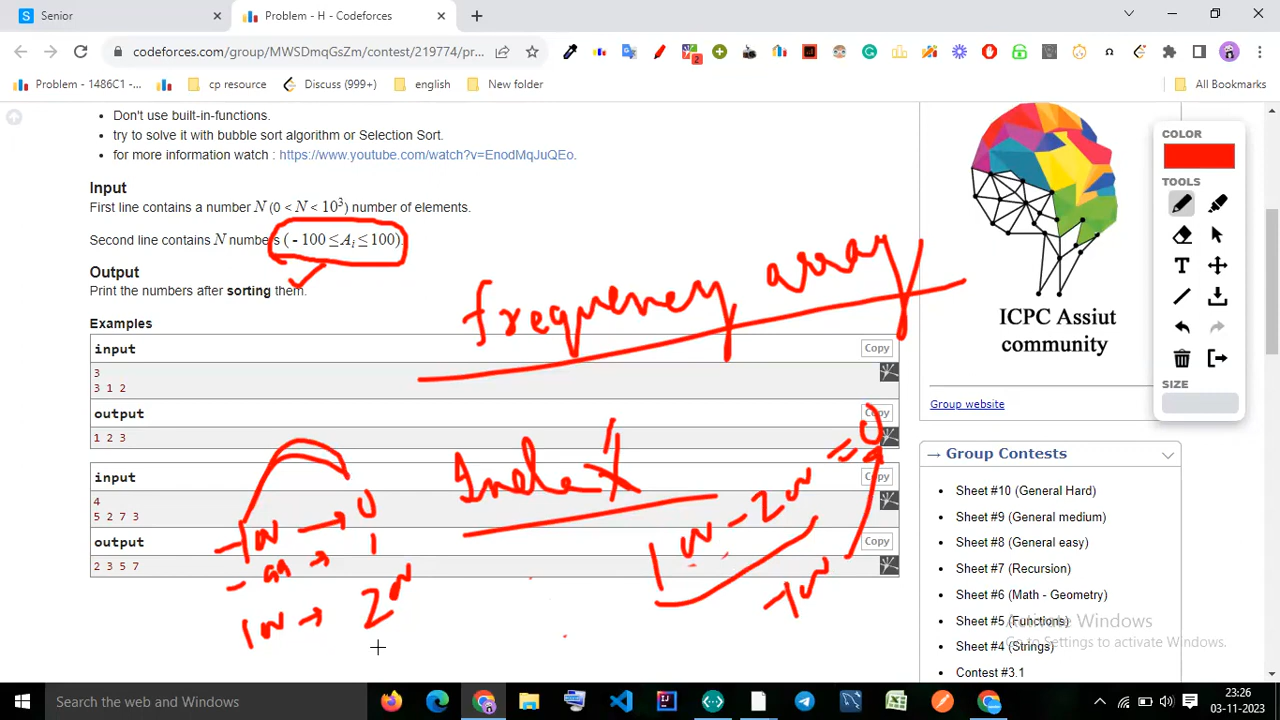 Senior
Problem - H - Codeforces
codeforces.com/group/MWSDmqGsZm/contest/219774/pr...
Problem - 1486C1 -
cp resource
Discuss (999+)
english
New folder
All Bookmarks
Don't use built-in-functions.
try to solve it with bubble sort algorithm or Selection Sort.
for more information watch : https://www.youtube.com/watch?v=EnodMqJuQEo.
Input
First line contains a number N (0 < N < 10³) number of elements.
Second line contains N numbers ( - 100 ≤ Ai ≤ 100).
Output
Print the numbers after sorting them.
frequency array
Examples
input
Copy
3
3 1 2
output
Copy
1 2 3
input
Copy
4
5 2 7 3
output
Copy
2 3 5 7
Index
ICPC Assiut
community
Group website
→ Group Contests
Sheet #10 (General Hard)
Sheet #9 (General medium)
Sheet #8 (General easy)
Sheet #7 (Recursion)
Sheet #6 (Math - Geometry)
Sheet #5 (Functions)
Sheet #4 (Strings)
Contest #3.1
COLOR
TOOLS
SIZE
Activate Windows
Go to Settings to activate Windows.
Search the web and Windows
23:26
03-11-2023